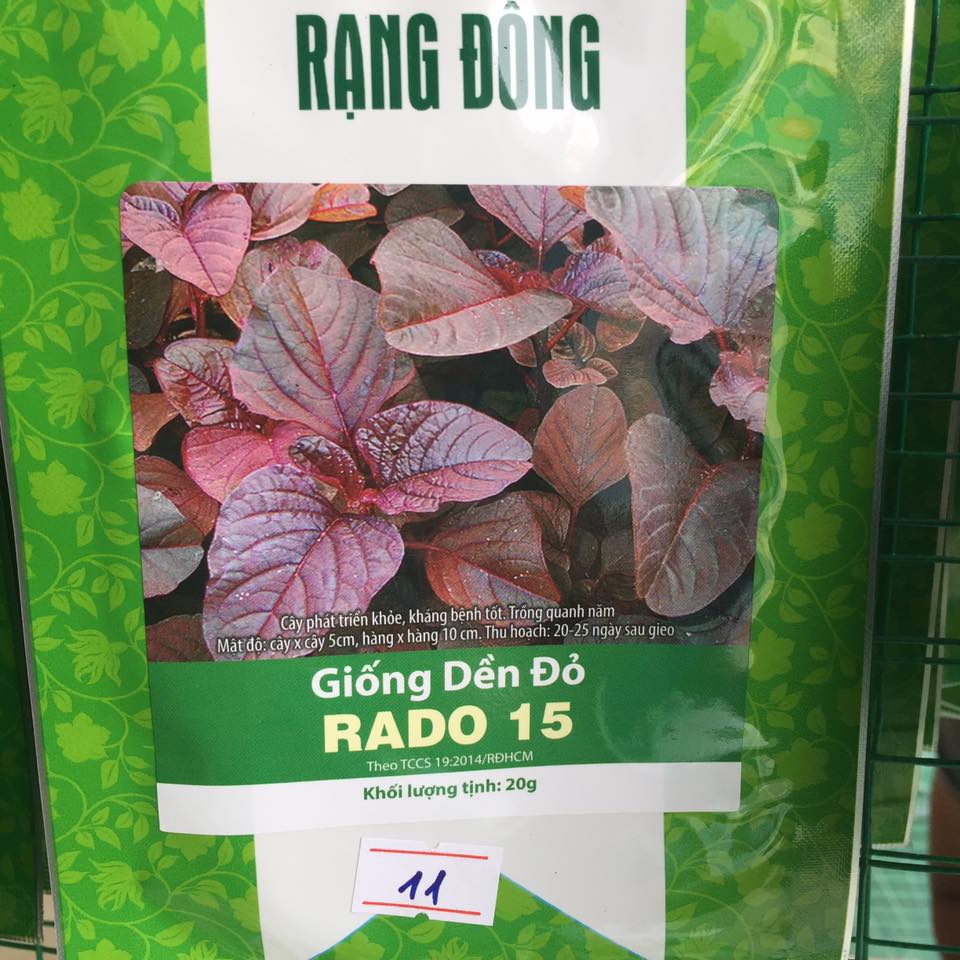 RẠNG ĐÔNG
Cây phát triển khỏe, kháng bệnh tốt. Trồng quanh năm
Mật độ: cây x cây 5cm, hàng x hàng 10 cm. Thu hoạch: 20-25 ngày sau gieo
Giống Dền Đỏ
RADO 15
Theo TCCS 19:2014/RĐHCM
Khối lượng tịnh: 20g
11